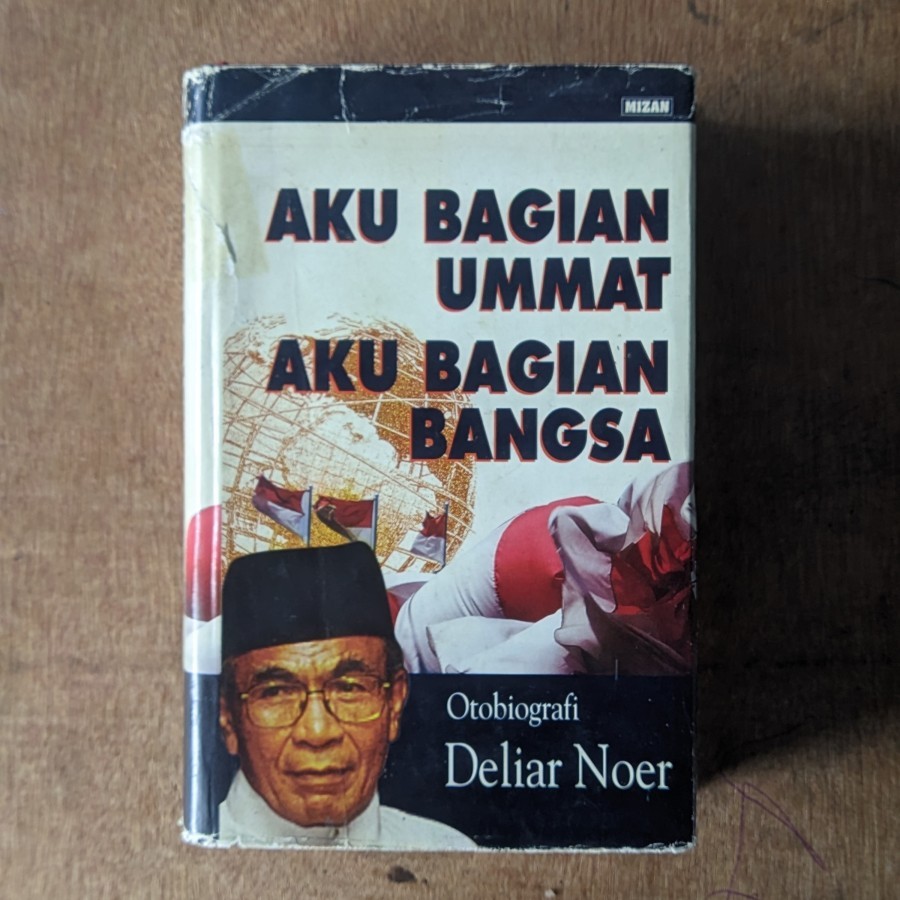 MIZAN
AKU BAGIAN
UMMAT
AKU BAGIAN
BANGSA
Otobiografi
Deliar Noer